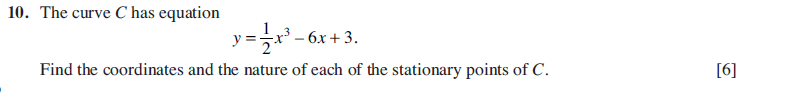 10. The curve C has equation
y = 1/2 x³ – 6x + 3.
Find the coordinates and the nature of each of the stationary points of C. [6]